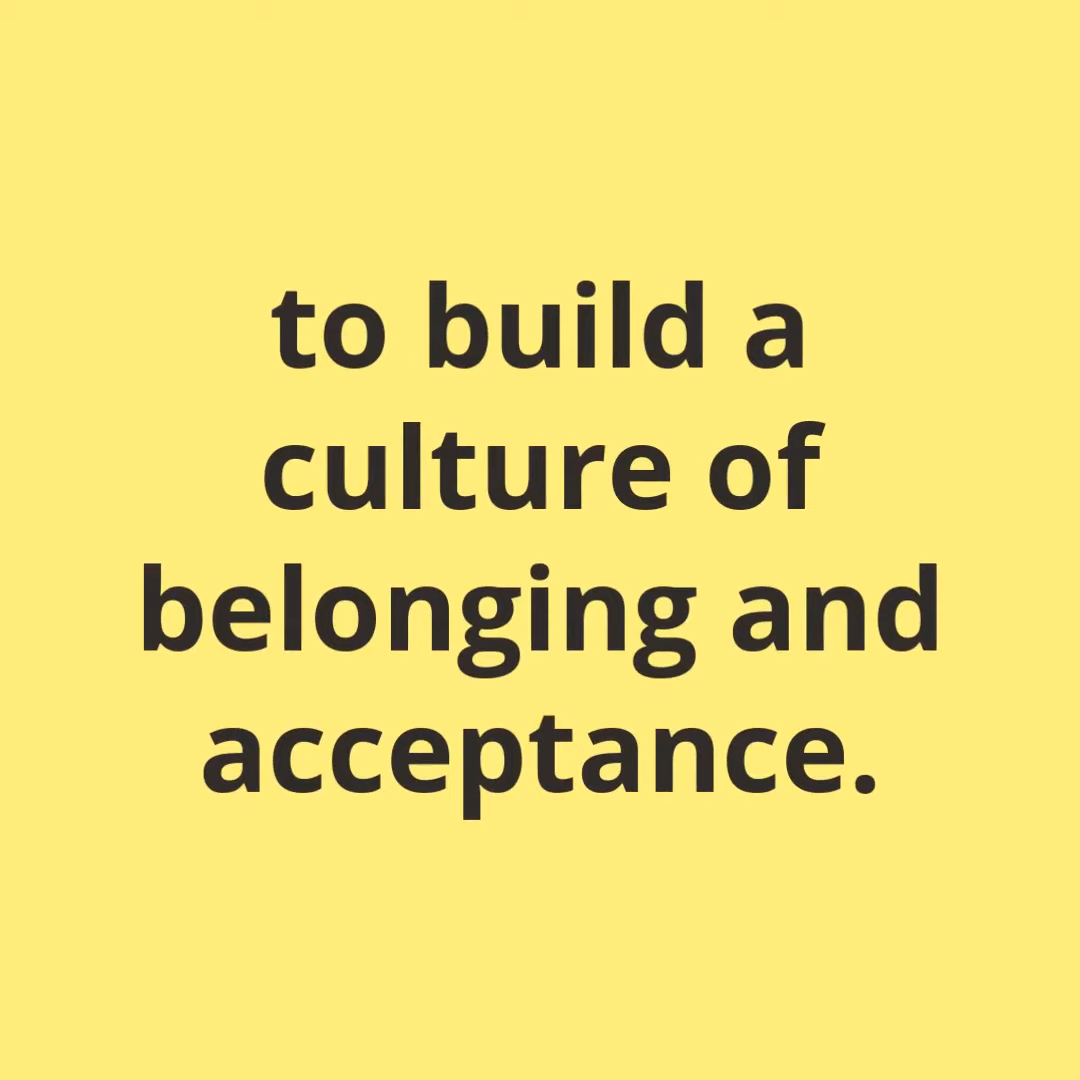 to build a
culture of
belonging and
acceptance.